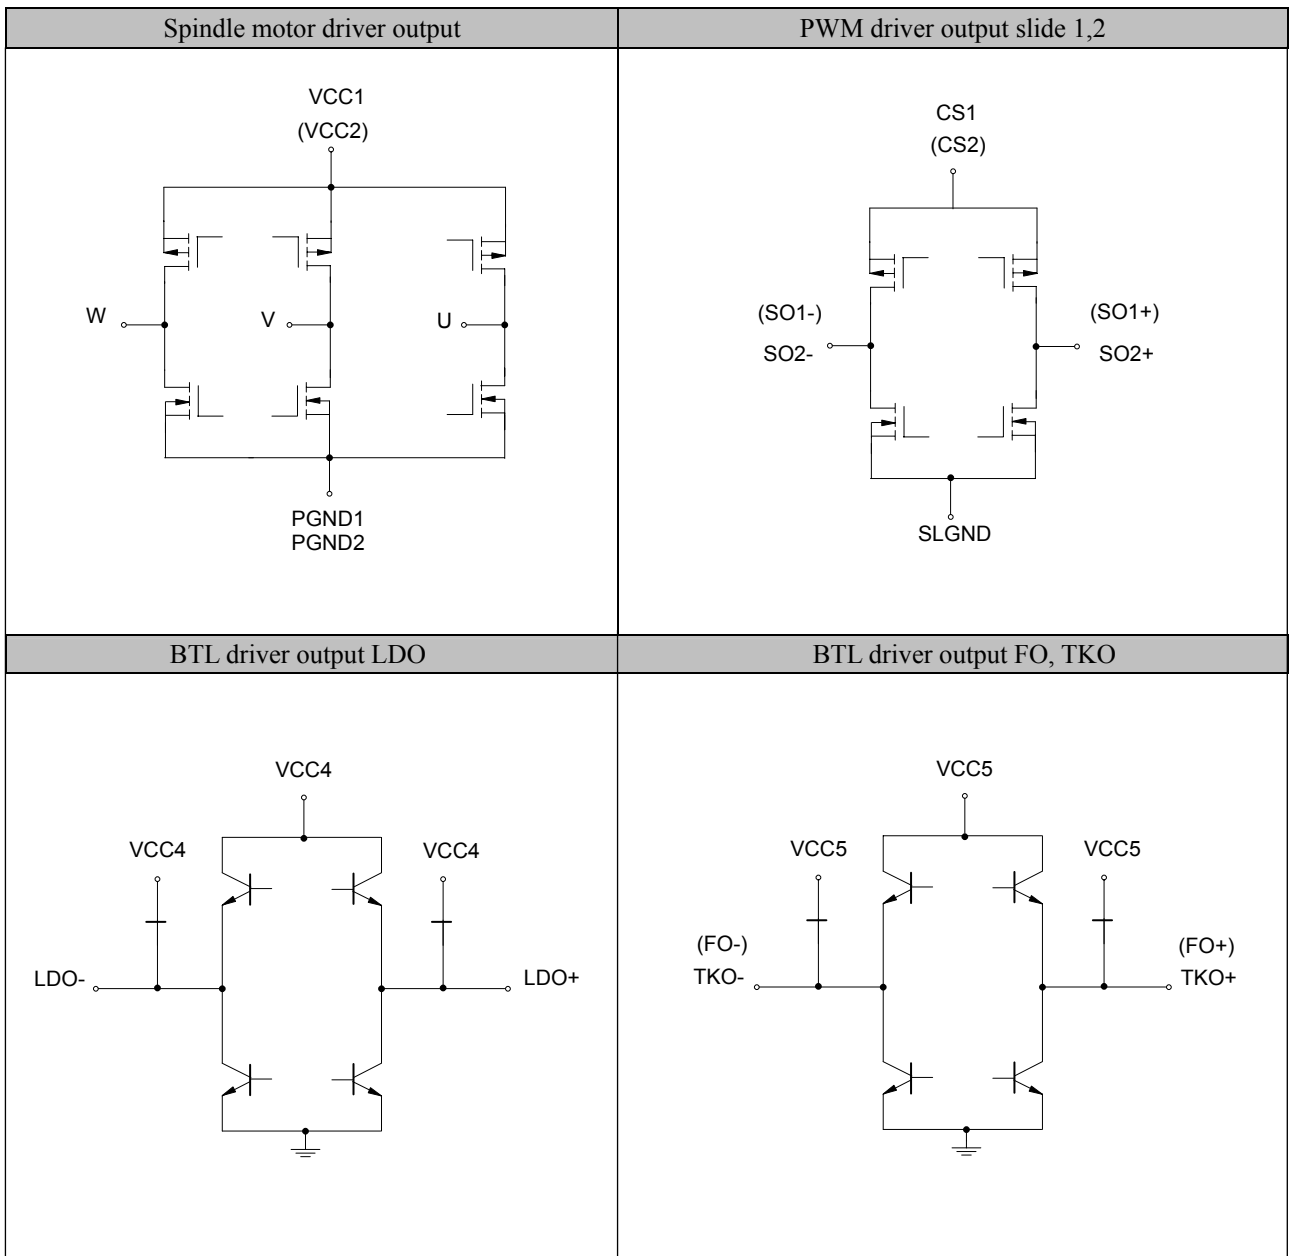 Spindle motor driver output
PWM driver output slide 1,2
VCC1
(VCC2)
W
V
U
PGND1
PGND2
CS1
(CS2)
(SO1-)
SO2-
(SO1+)
SO2+
SLGND
BTL driver output LDO
BTL driver output FO, TKO
VCC4
VCC4
VCC4
LDO-
LDO+
VCC5
VCC5
VCC5
(FO-)
TKO-
(FO+)
TKO+